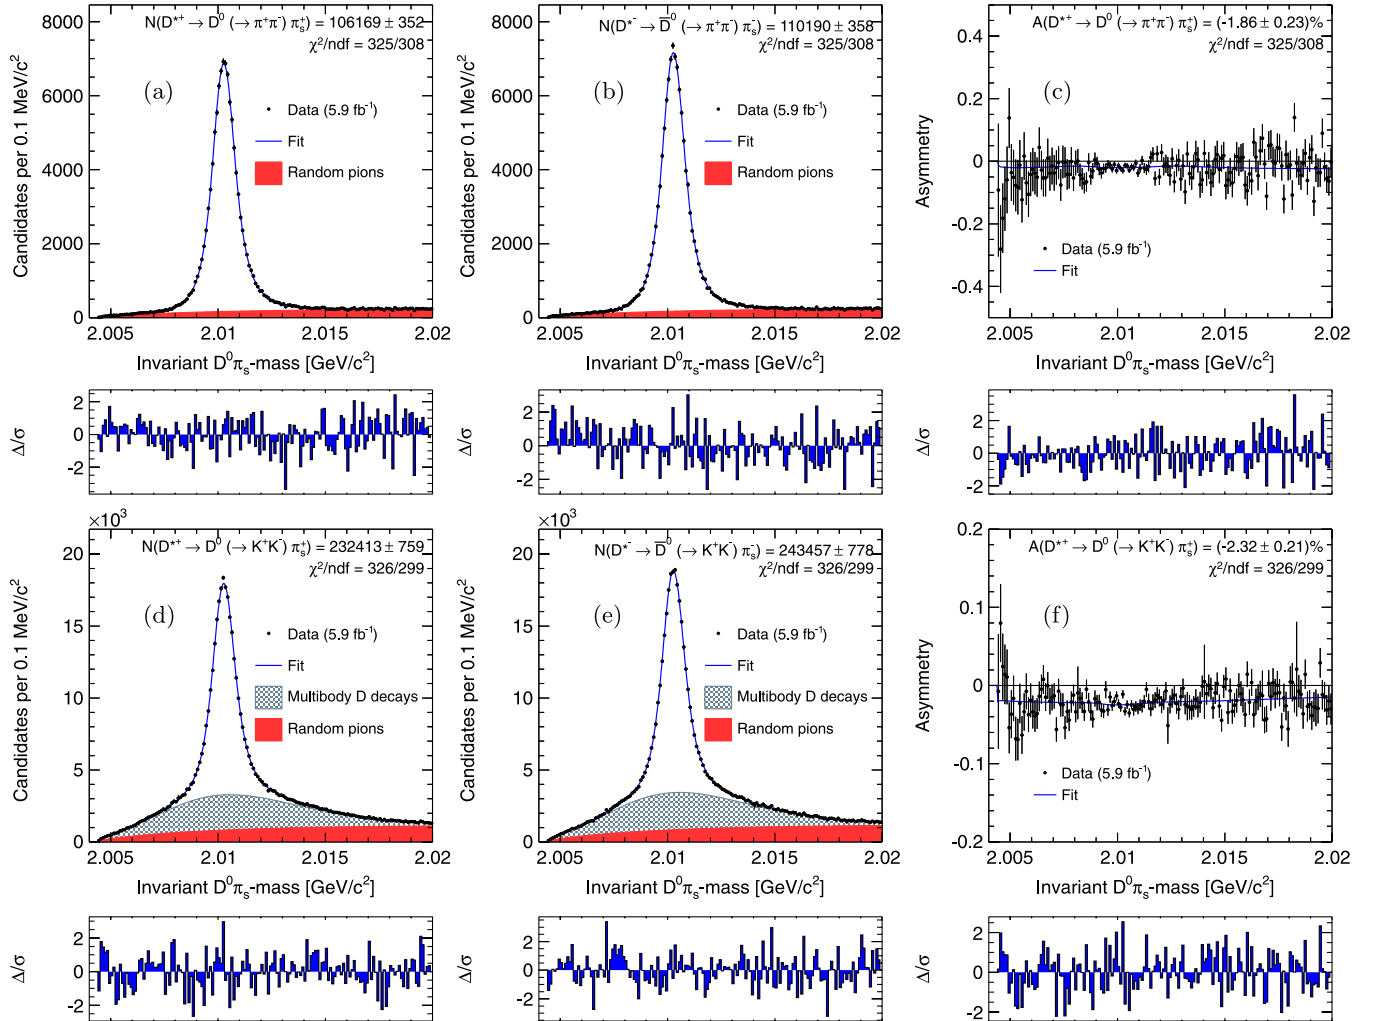 N(D*+ → D0 (→ π+π-) πs+) = 106169 ± 352
χ2/ndf = 325/308
(a)
Data (5.9 fb-1)
Fit
Random pions
Candidates per 0.1 MeV/c2
8000
6000
4000
2000
0
2.005 2.01 2.015 2.02
Invariant D0πs-mass [GeV/c2]
Δ/σ
2
0
-2
N(D*- → D̅0 (→ π+π-) πs-) = 110190 ± 358
χ2/ndf = 325/308
(b)
Data (5.9 fb-1)
Fit
Random pions
Candidates per 0.1 MeV/c2
8000
6000
4000
2000
0
2.005 2.01 2.015 2.02
Invariant D0πs-mass [GeV/c2]
Δ/σ
2
0
-2
A(D*+ → D0 (→ π+π-) πs+) = (-1.86 ± 0.23)%
χ2/ndf = 325/308
(c)
Data (5.9 fb-1)
Fit
Asymmetry
0.4
0.2
0
-0.2
-0.4
2.005 2.01 2.015 2.02
Invariant D0πs-mass [GeV/c2]
Δ/σ
2
0
-2
×103
N(D*+ → D0 (→ K+K-) πs+) = 232413 ± 759
χ2/ndf = 326/299
(d)
Data (5.9 fb-1)
Fit
Multibody D decays
Random pions
Candidates per 0.1 MeV/c2
20
15
10
5
0
2.005 2.01 2.015 2.02
Invariant D0πs-mass [GeV/c2]
Δ/σ
2
0
-2
×103
N(D*- → D̅0 (→ K+K-) πs-) = 243457 ± 778
χ2/ndf = 326/299
(e)
Data (5.9 fb-1)
Fit
Multibody D decays
Random pions
Candidates per 0.1 MeV/c2
20
15
10
5
0
2.005 2.01 2.015 2.02
Invariant D0πs-mass [GeV/c2]
Δ/σ
2
0
-2
A(D*+ → D0 (→ K+K-) πs+) = (-2.32 ± 0.21)%
χ2/ndf = 326/299
(f)
Data (5.9 fb-1)
Fit
Asymmetry
0.2
0.1
0
-0.1
-0.2
2.005 2.01 2.015 2.02
Invariant D0πs-mass [GeV/c2]
Δ/σ
2
0
-2